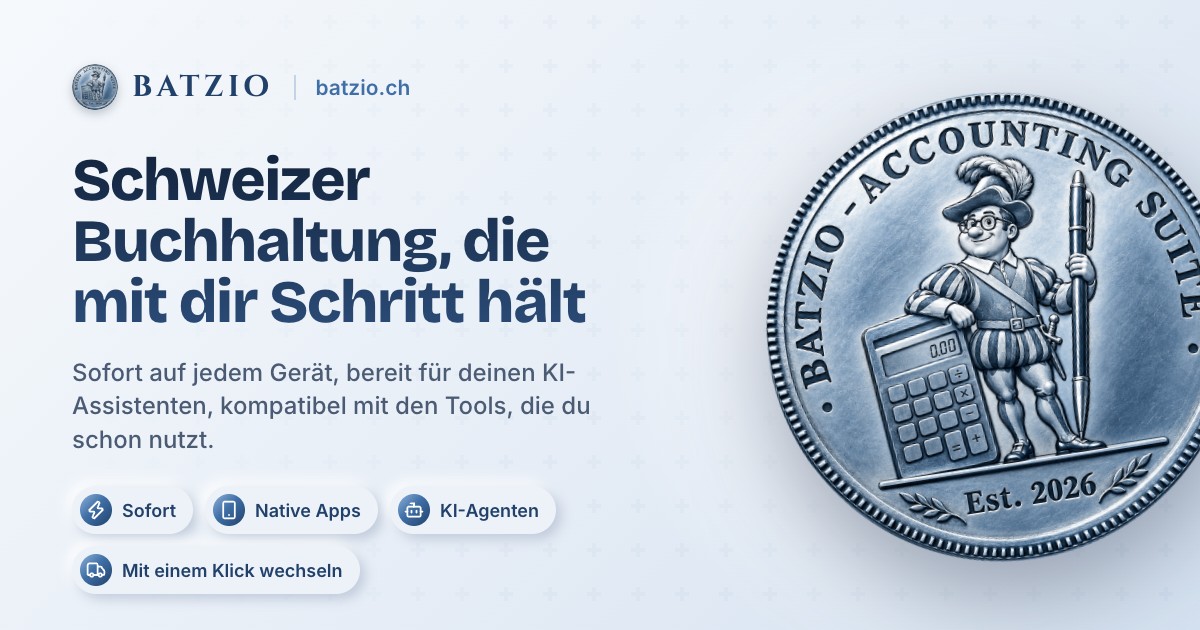 BATZIO
batzio.ch
Schweizer
Buchhaltung, die
mit dir Schritt hält
Sofort auf jedem Gerät, bereit für deinen KI-
Assistenten, kompatibel mit den Tools, die du
schon nutzt.
Sofort
Native Apps
KI-Agenten
Mit einem Klick wechseln
BATZIO - ACCOUNTING SUITE
0.00
Est. 2026